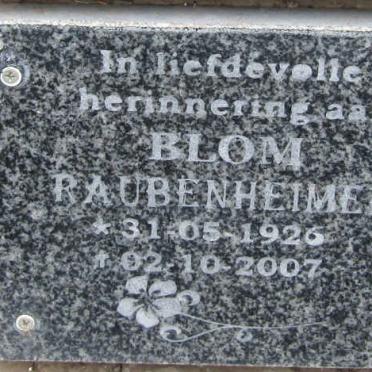 In liefdevolle
herinnering aa
BLOM
RAUBENHEIME
* 31-05-1926
† 02-10-2007